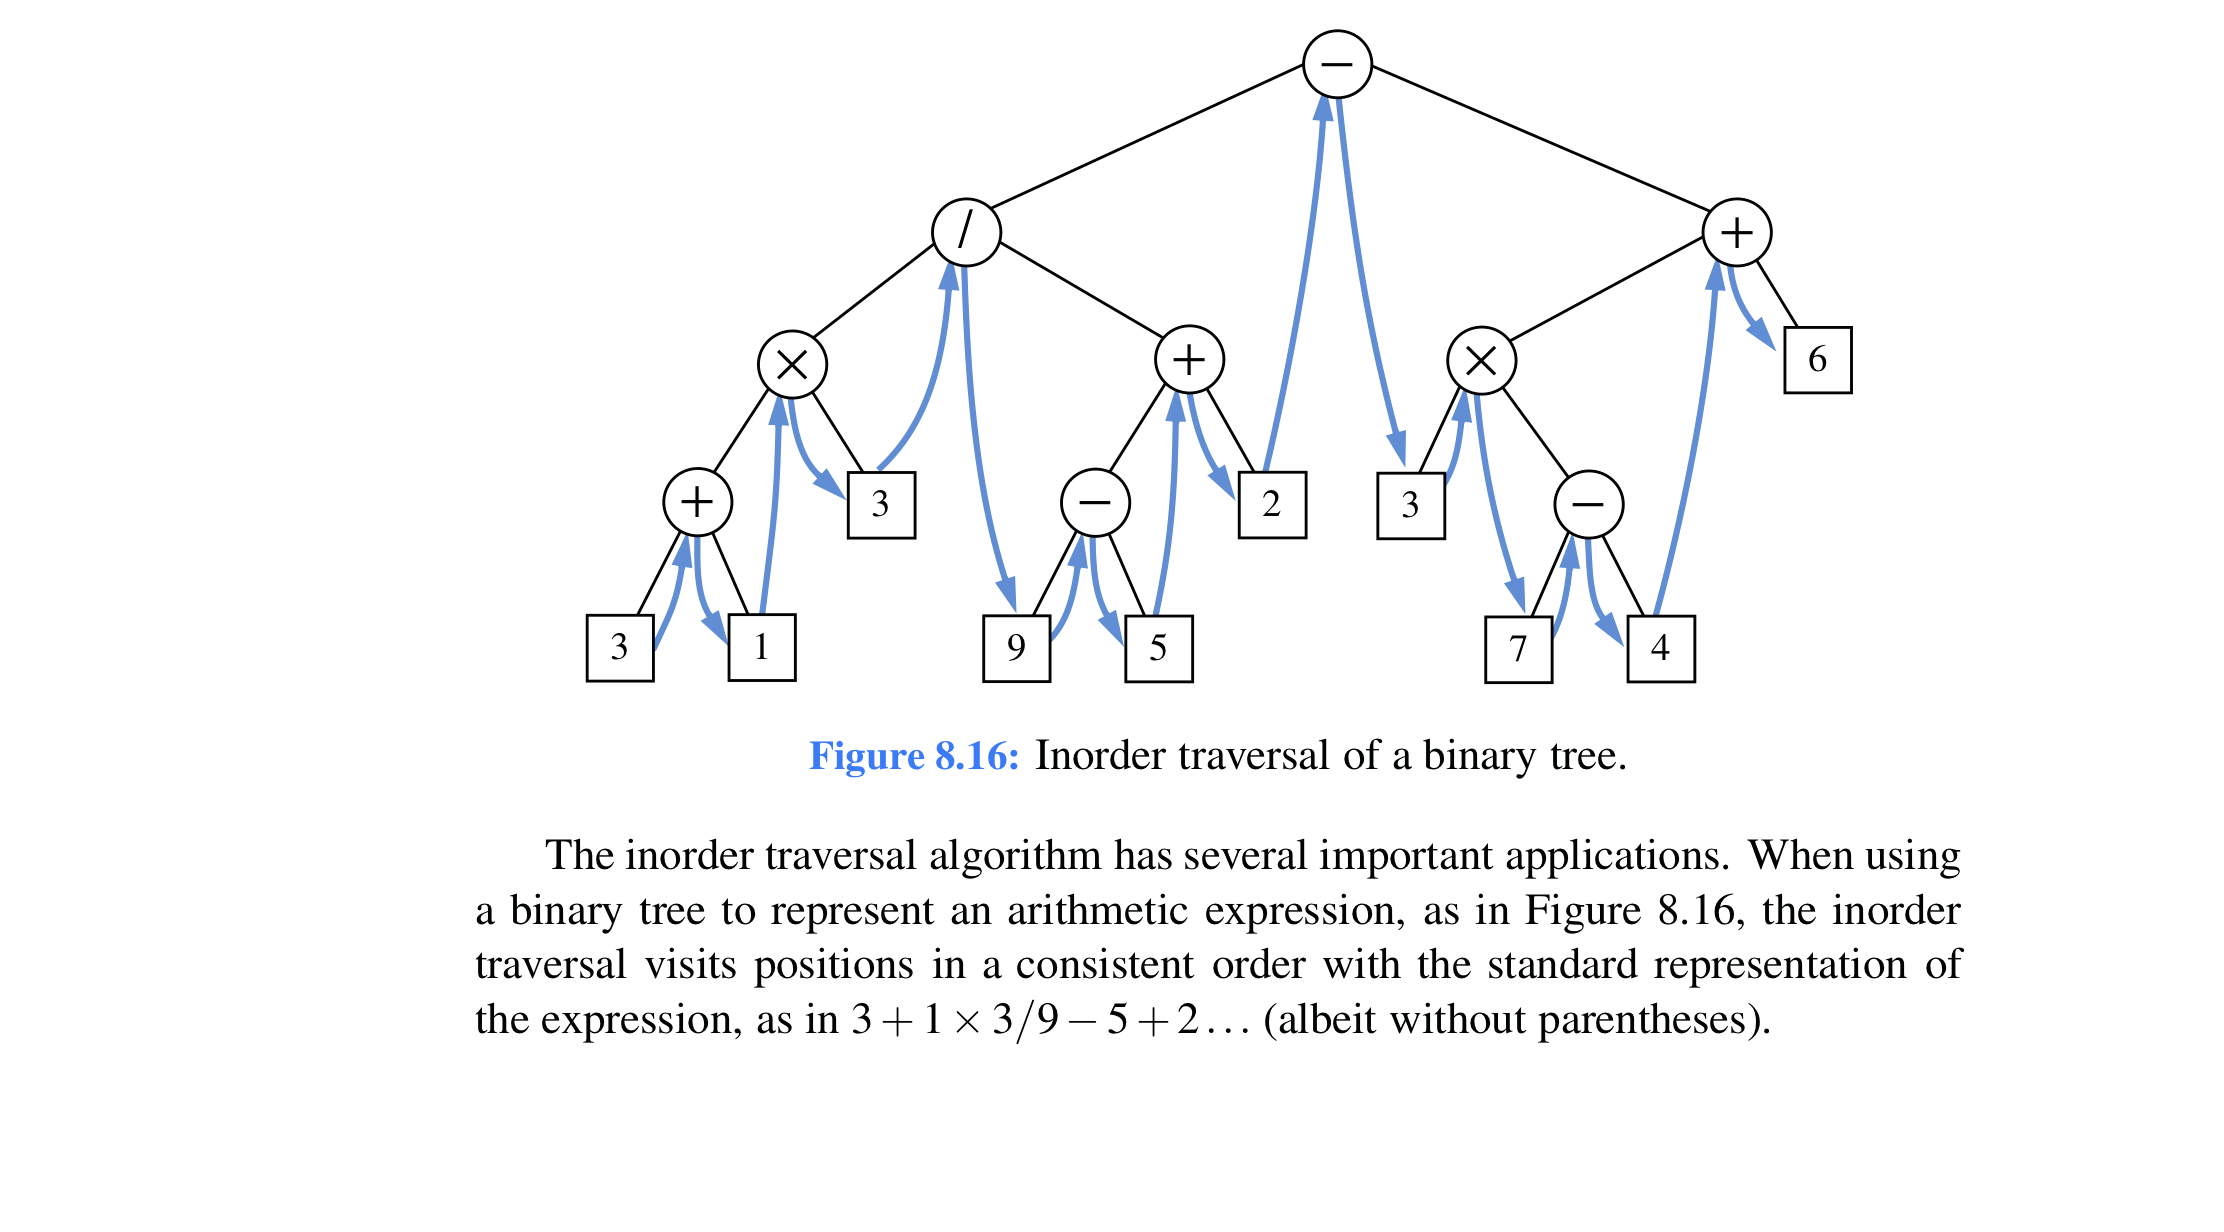 −
/ +
× + × 6
+ 3 − 2 3 −
3 1 9 5 7 4
Figure 8.16: Inorder traversal of a binary tree.
The inorder traversal algorithm has several important applications. When using
a binary tree to represent an arithmetic expression, as in Figure 8.16, the inorder
traversal visits positions in a consistent order with the standard representation of
the expression, as in 3 + 1 × 3/9 − 5 + 2 . . . (albeit without parentheses).